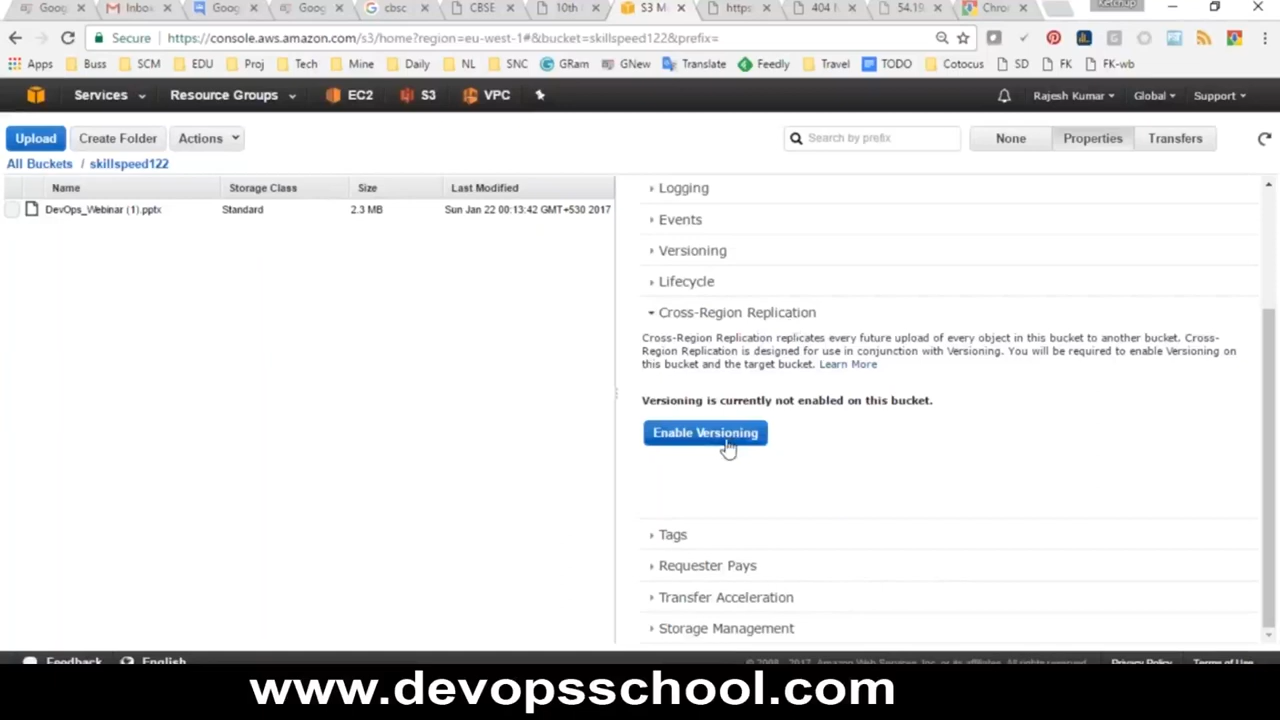 Goog
Inbo
Goog
Goog
cbsc
CBSE
10th
S3 M
https
404 I
54.19
Chro
Ketchup
Secure
https://console.aws.amazon.com/s3/home?region=eu-west-1#&bucket=skillspeed122&prefix=
Apps Buss SCM EDU Proj Tech Mine Daily NL SNC GRam GNew Translate Feedly Travel TODO Cotocus SD FK FK-wb
Services Resource Groups EC2 S3 VPC Rajesh Kumar Global Support
Upload Create Folder Actions Search by prefix None Properties Transfers
All Buckets / skillspeed122
Name Storage Class Size Last Modified
DevOps_Webinar (1).pptx Standard 2.3 MB Sun Jan 22 00:13:42 GMT+530 2017
Logging
Events
Versioning
Lifecycle
Cross-Region Replication
Cross-Region Replication replicates every future upload of every object in this bucket to another bucket. Cross-
Region Replication is designed for use in conjunction with Versioning. You will be required to enable Versioning on
this bucket and the target bucket. Learn More
Versioning is currently not enabled on this bucket.
Enable Versioning
Tags
Requester Pays
Transfer Acceleration
Storage Management
Feedback English © 2008 - 2017, Amazon Web Services, Inc. or its affiliates. Privacy Policy Terms of Use
www.devopsschool.com